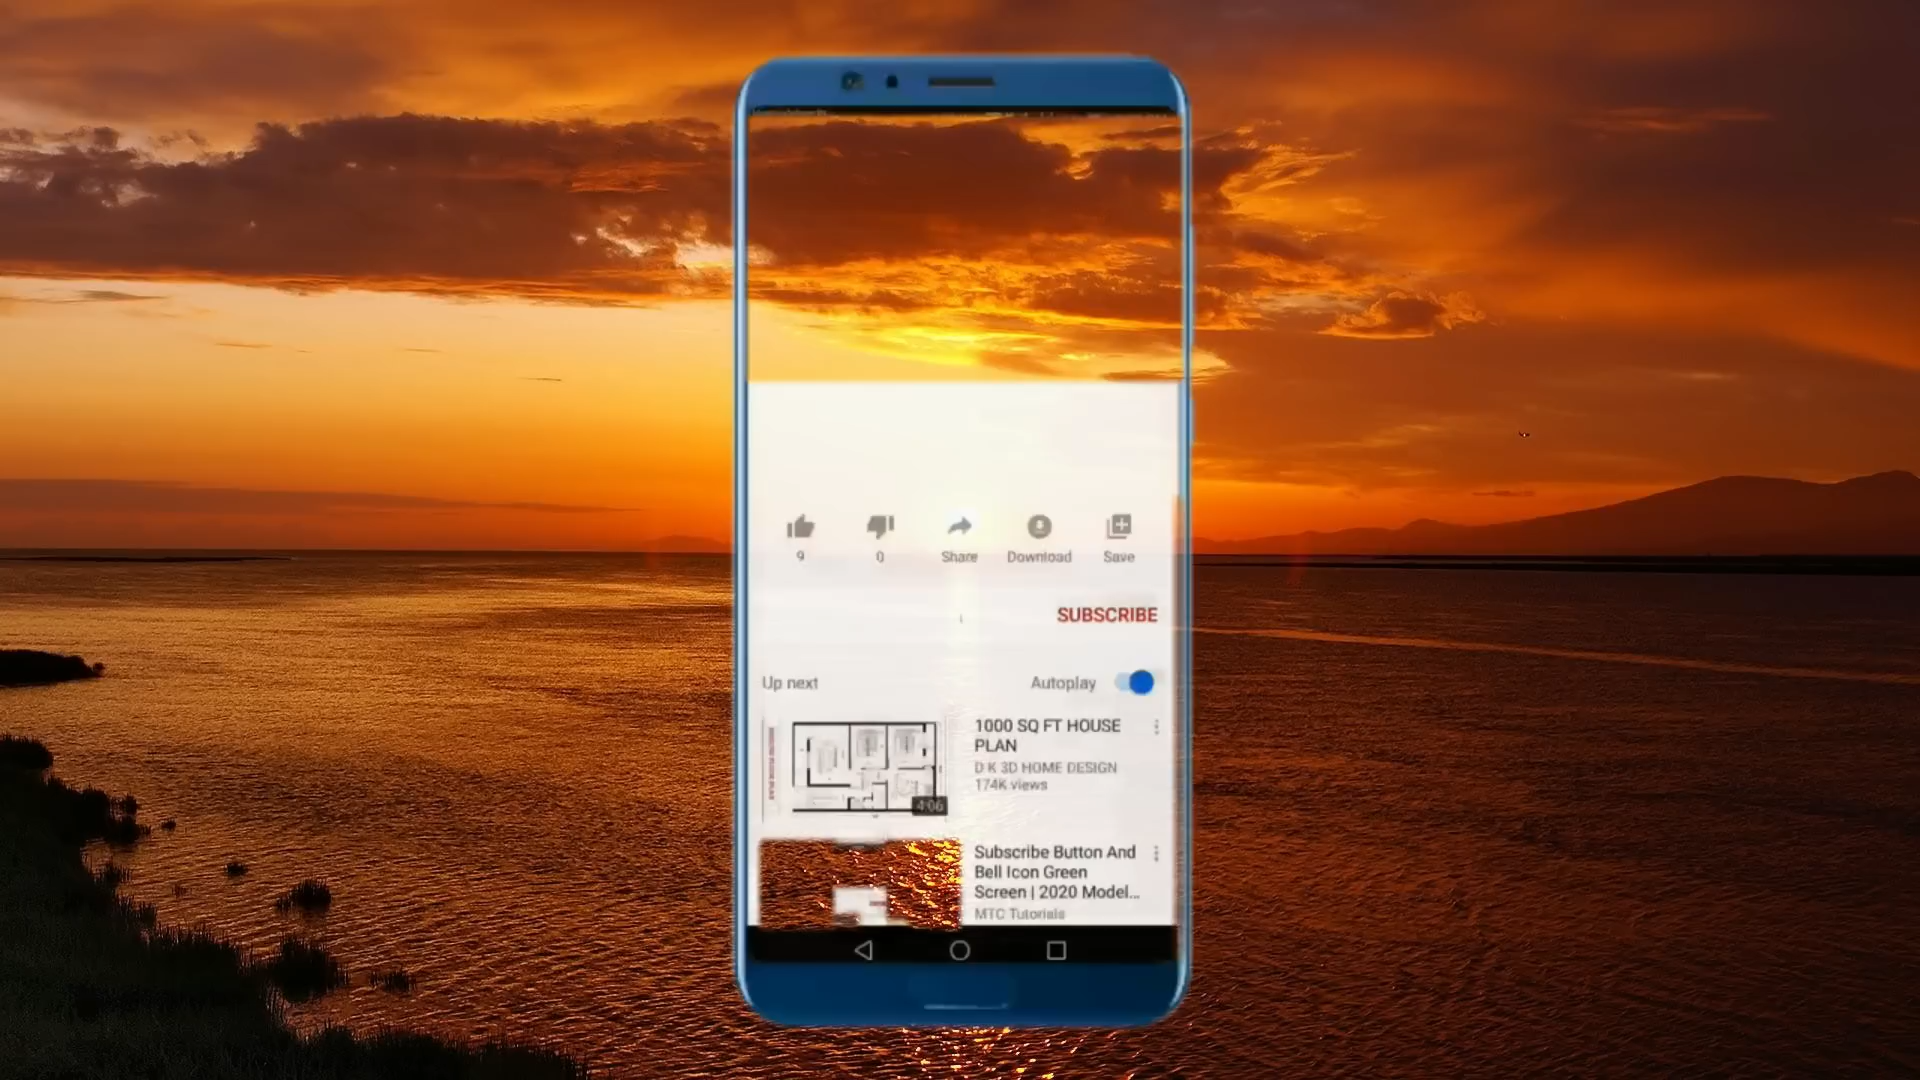 9
0
Share
Download
Save
SUBSCRIBE
Up next
Autoplay
1000 SQ FT HOUSE
PLAN
D K 3D HOME DESIGN
174K views
4:06
Subscribe Button And
Bell Icon Green
Screen | 2020 Model...
MTC Tutorials